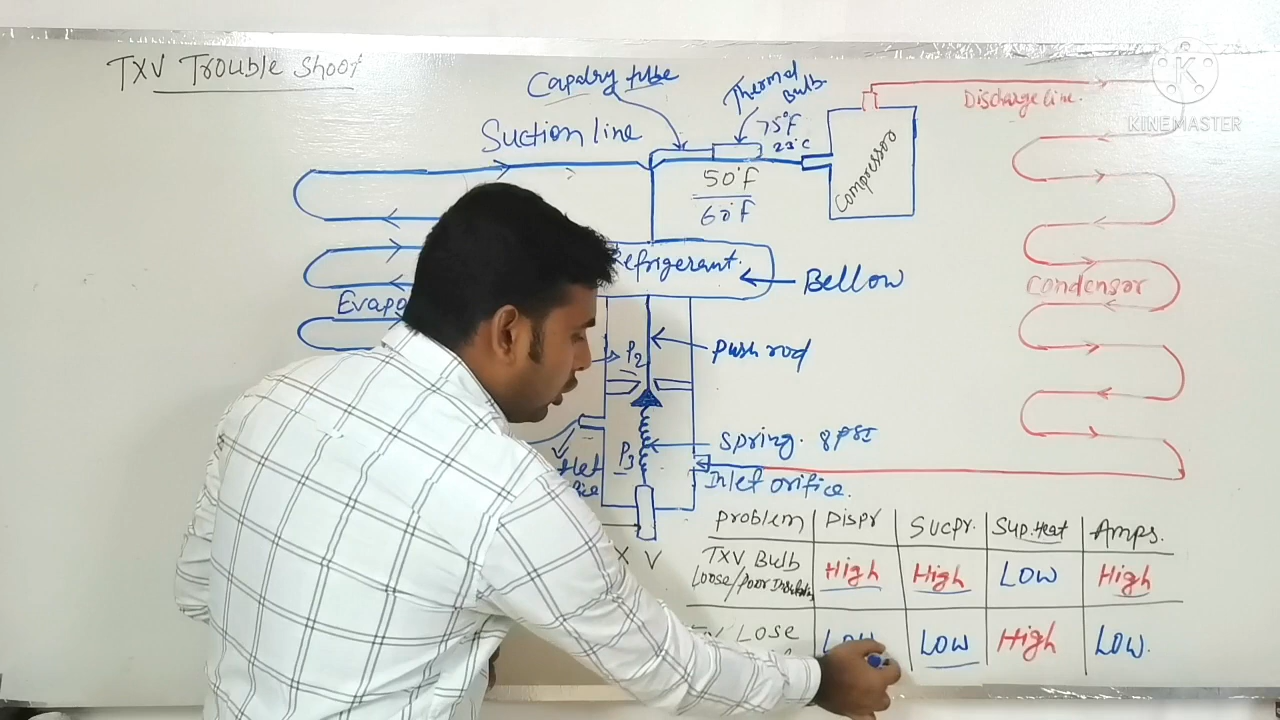 TXV Trouble Shoot
Capalry tube
Thermal
Bulb
75°F
23°C
Suction line
50°F
60°F
Compressor
Discharge line.
KINEMASTER
Refrigerant.
Bellow
Condensor
P2
Push rod
Spring. 8PSI
P3
Inlet orifice.
X V
Problem Dispr Sucpr. Sup.Heat Amps.
TXV Bulb
Loose/Poor High High Low High
Lose Low Low High Low.